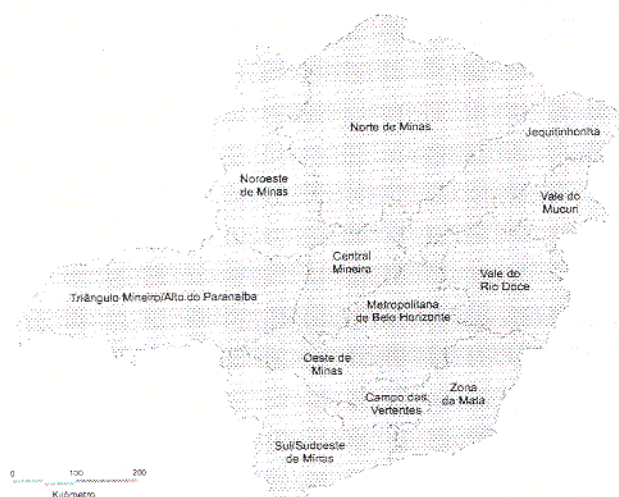 Norte de Minas
Jequitinhonha
Noroeste
de Minas
Vale do
Mucuri
Central
Mineira
Vale do
Rio Doce
Triângulo Mineiro/Alto do Paranaíba
Metropolitana
de Belo Horizonte
Oeste de
Minas
Zona
da Mata
Campo das
Vertentes
Sul/Sudoeste
de Minas
0 100 200
Kilômetro